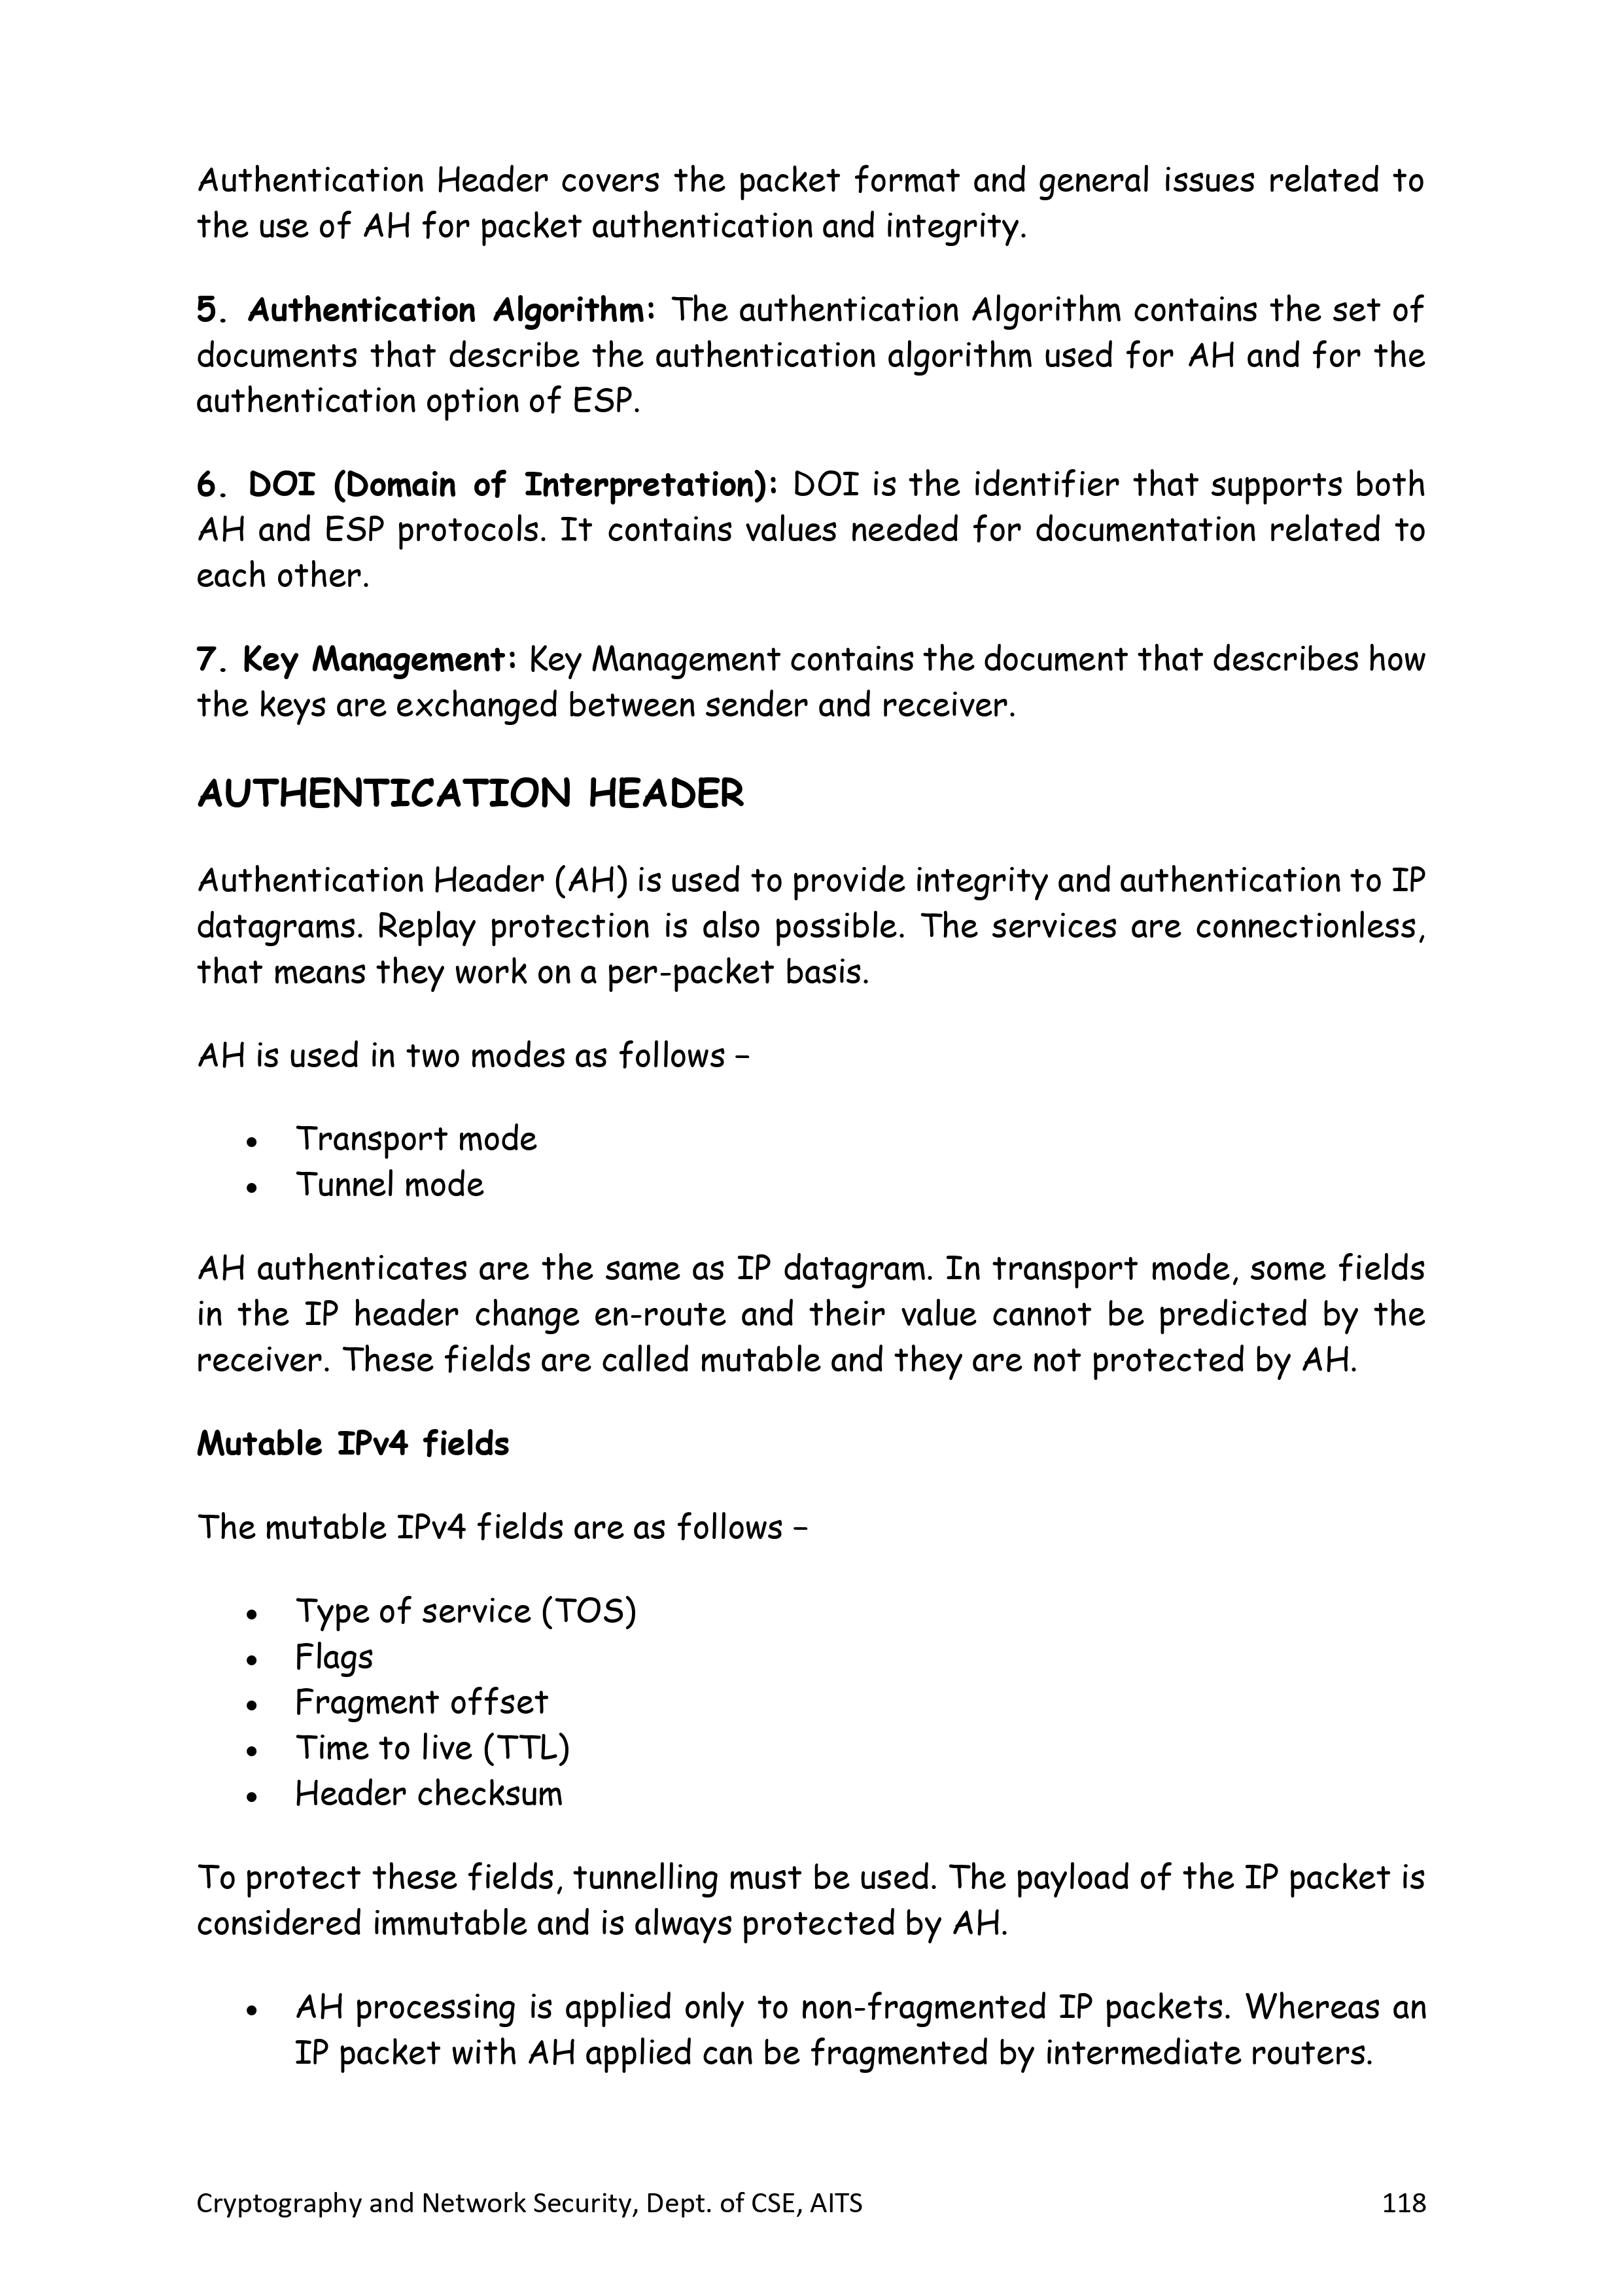 Authentication Header covers the packet format and general issues related to
the use of AH for packet authentication and integrity.
5. Authentication Algorithm: The authentication Algorithm contains the set of
documents that describe the authentication algorithm used for AH and for the
authentication option of ESP.
6. DOI (Domain of Interpretation): DOI is the identifier that supports both
AH and ESP protocols. It contains values needed for documentation related to
each other.
7. Key Management: Key Management contains the document that describes how
the keys are exchanged between sender and receiver.
AUTHENTICATION HEADER
Authentication Header (AH) is used to provide integrity and authentication to IP
datagrams. Replay protection is also possible. The services are connectionless,
that means they work on a per-packet basis.
AH is used in two modes as follows –
• Transport mode
• Tunnel mode
AH authenticates are the same as IP datagram. In transport mode, some fields
in the IP header change en-route and their value cannot be predicted by the
receiver. These fields are called mutable and they are not protected by AH.
Mutable IPv4 fields
The mutable IPv4 fields are as follows –
• Type of service (TOS)
• Flags
• Fragment offset
• Time to live (TTL)
• Header checksum
To protect these fields, tunnelling must be used. The payload of the IP packet is
considered immutable and is always protected by AH.
• AH processing is applied only to non-fragmented IP packets. Whereas an
IP packet with AH applied can be fragmented by intermediate routers.
Cryptography and Network Security, Dept. of CSE, AITS 118